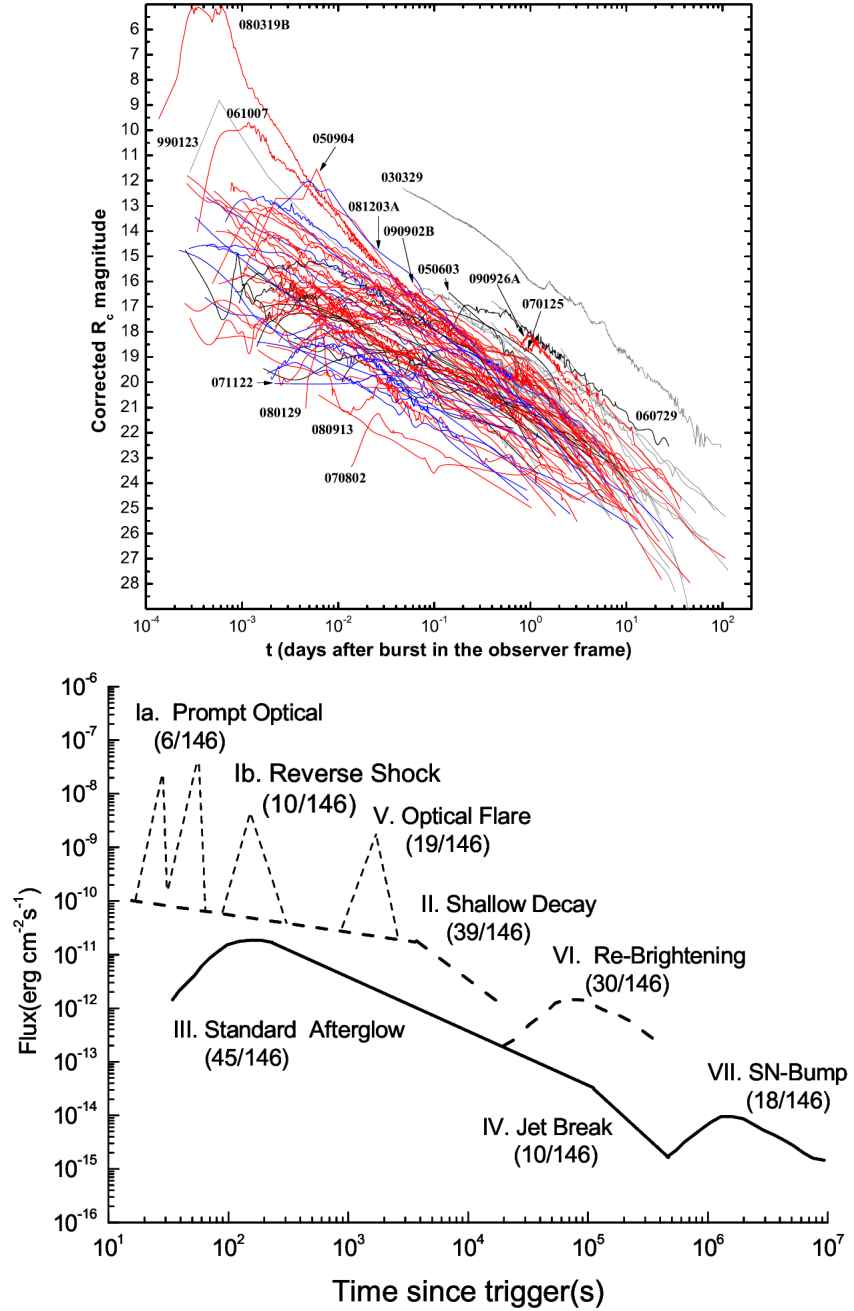 080319B
061007
990123
050904
030329
081203A
090902B
050603
090926A
070125
071122
080129
080913
070802
060729
Corrected R_c magnitude
6
7
8
9
10
11
12
13
14
15
16
17
18
19
20
21
22
23
24
25
26
27
28
10^-4 10^-3 10^-2 10^-1 10^0 10^1 10^2
t (days after burst in the observer frame)
10^-6
10^-7
10^-8
10^-9
10^-10
10^-11
10^-12
10^-13
10^-14
10^-15
10^-16
Flux(erg cm^-2 s^-1)
Ia. Prompt Optical
(6/146)
Ib. Reverse Shock
(10/146)
V. Optical Flare
(19/146)
II. Shallow Decay
(39/146)
VI. Re-Brightening
(30/146)
III. Standard Afterglow
(45/146)
VII. SN-Bump
(18/146)
IV. Jet Break
(10/146)
10^1 10^2 10^3 10^4 10^5 10^6 10^7
Time since trigger(s)